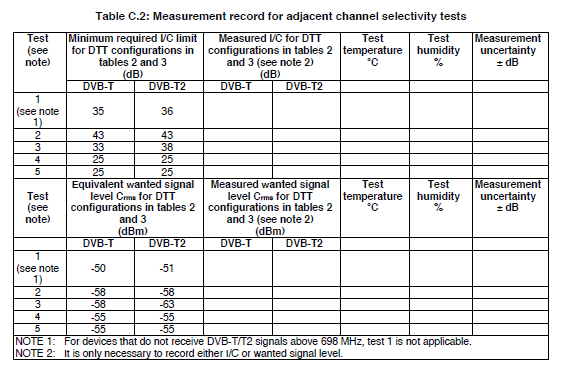 Table C.2: Measurement record for adjacent channel selectivity tests
Test (see note) Minimum required I/C limit for DTT configurations in tables 2 and 3 (dB) Measured I/C for DTT configurations in tables 2 and 3 (see note 2) (dB) Test temperature °C Test humidity % Measurement uncertainty ± dB
DVB-T DVB-T2 DVB-T DVB-T2
1 (see note 1) 35 36
2 43 43
3 33 38
4 25 25
5 25 25
Test (see note) Equivalent wanted signal level Crms for DTT configurations in tables 2 and 3 (dBm) Measured wanted signal level Crms for DTT configurations in tables 2 and 3 (see note 2) (dBm) Test temperature °C Test humidity % Measurement uncertainty ± dB
DVB-T DVB-T2 DVB-T DVB-T2
1 (see note 1) -50 -51
2 -58 -58
3 -58 -63
4 -55 -55
5 -55 -55
NOTE 1: For devices that do not receive DVB-T/T2 signals above 698 MHz, test 1 is not applicable.
NOTE 2: It is only necessary to record either I/C or wanted signal level.